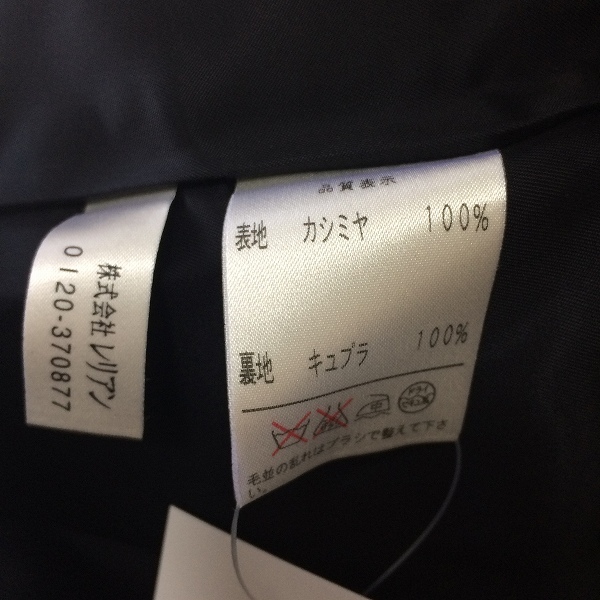 品質表示
表地 カシミヤ 100%
裏地 キュプラ 100%
中
毛並の乱れはブラシで整えて下さ
い。
株式会社 レリアン
0120-370877